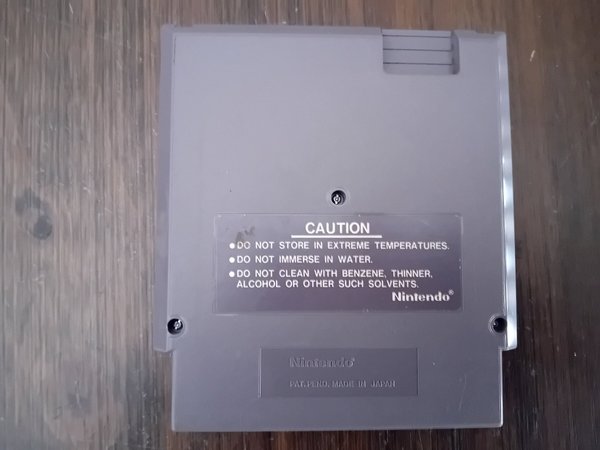 CAUTION
●DO NOT STORE IN EXTREME TEMPERATURES.
●DO NOT IMMERSE IN WATER.
●DO NOT CLEAN WITH BENZENE, THINNER,
ALCOHOL OR OTHER SUCH SOLVENTS.
Nintendo®
Nintendo®
PAT. PEND. MADE IN JAPAN